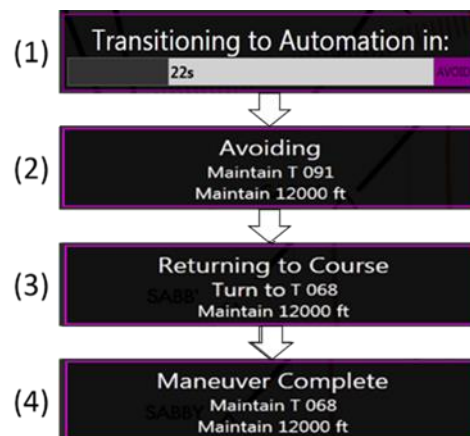 (1)
Transitioning to Automation in:
22s
(2)
Avoiding
Maintain T 091
Maintain 12000 ft
(3)
Returning to Course
Turn to T 068
Maintain 12000 ft
(4)
Maneuver Complete
Maintain T 068
Maintain 12000 ft